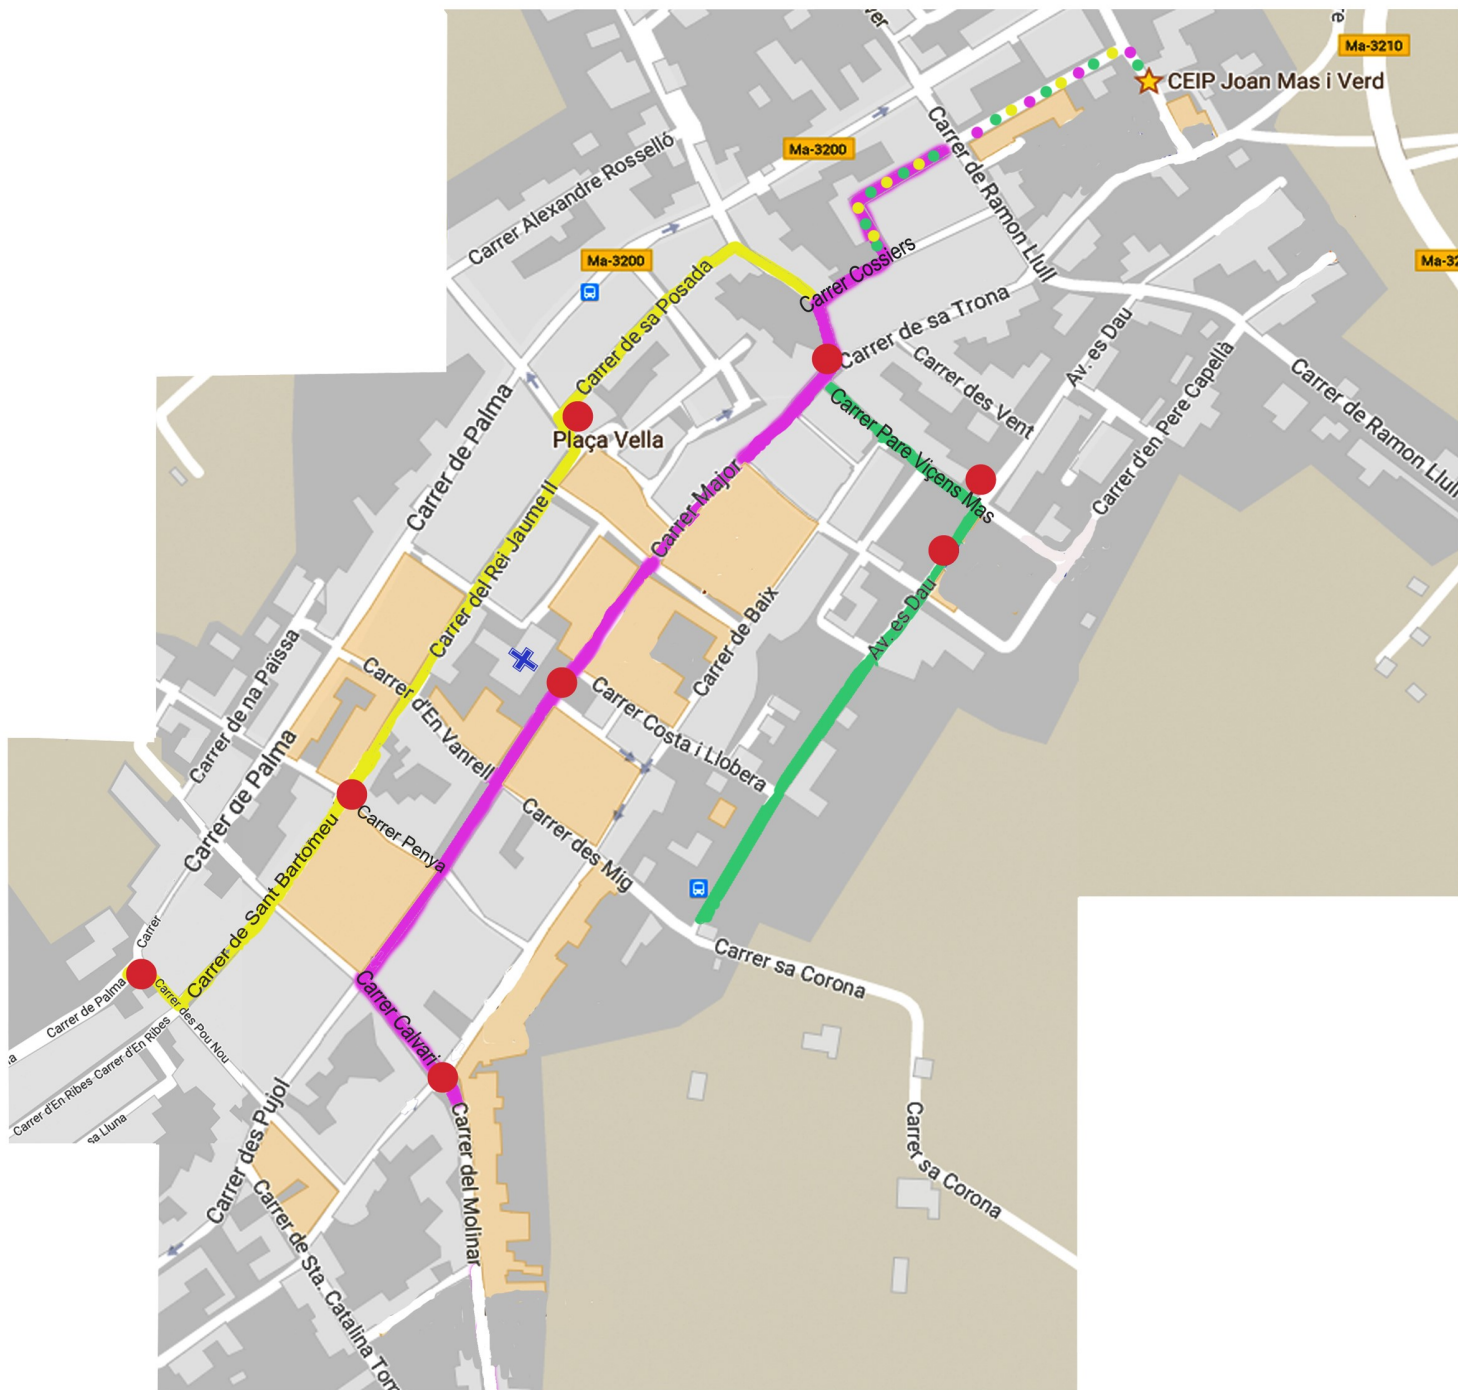 Ma-3210
CEIP Joan Mas i Verd
Carrer de Ramon Llull
Ma-3200
Carrer Alexandre Rosselló
Carrer Cossiers
Ma-3200
Carrer de sa Posada
Carrer de sa Trona
Carrer des Vent
Av. es Dau
Carrer d'en Pere Capellà
Carrer de Ramon Llull
Carrer Pare Viçens Mas
Plaça Vella
Carrer de Palma
Carrer Major
Carrer del Rei Jaume II
Carrer de Baix
Av. es Dau
Carrer de na Païssa
Carrer d'En Vanrell
Carrer Costa i Llobera
Carrer de Palma
Carrer Penya
Carrer des Mig
Carrer de Sant Bartomeu
Carrer
Carrer sa Corona
Carrer de Palma
Carrer des Pou Nou
Carrer Calvari
Carrer d'En Ribes
Carrer d'En Ribes
sa Lluna
Carrer des Pujol
Carrer del Molinar
Carrer sa Corona
Carrer de Sta. Catalina Tom